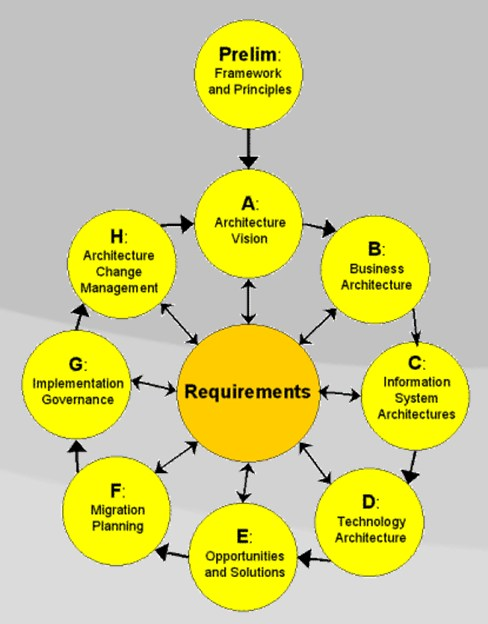 Prelim:
Framework
and Principles
A:
Architecture
Vision
B:
Business
Architecture
C:
Information
System
Architectures
D:
Technology
Architecture
E:
Opportunities
and Solutions
F:
Migration
Planning
G:
Implementation
Governance
H:
Architecture
Change
Management
Requirements